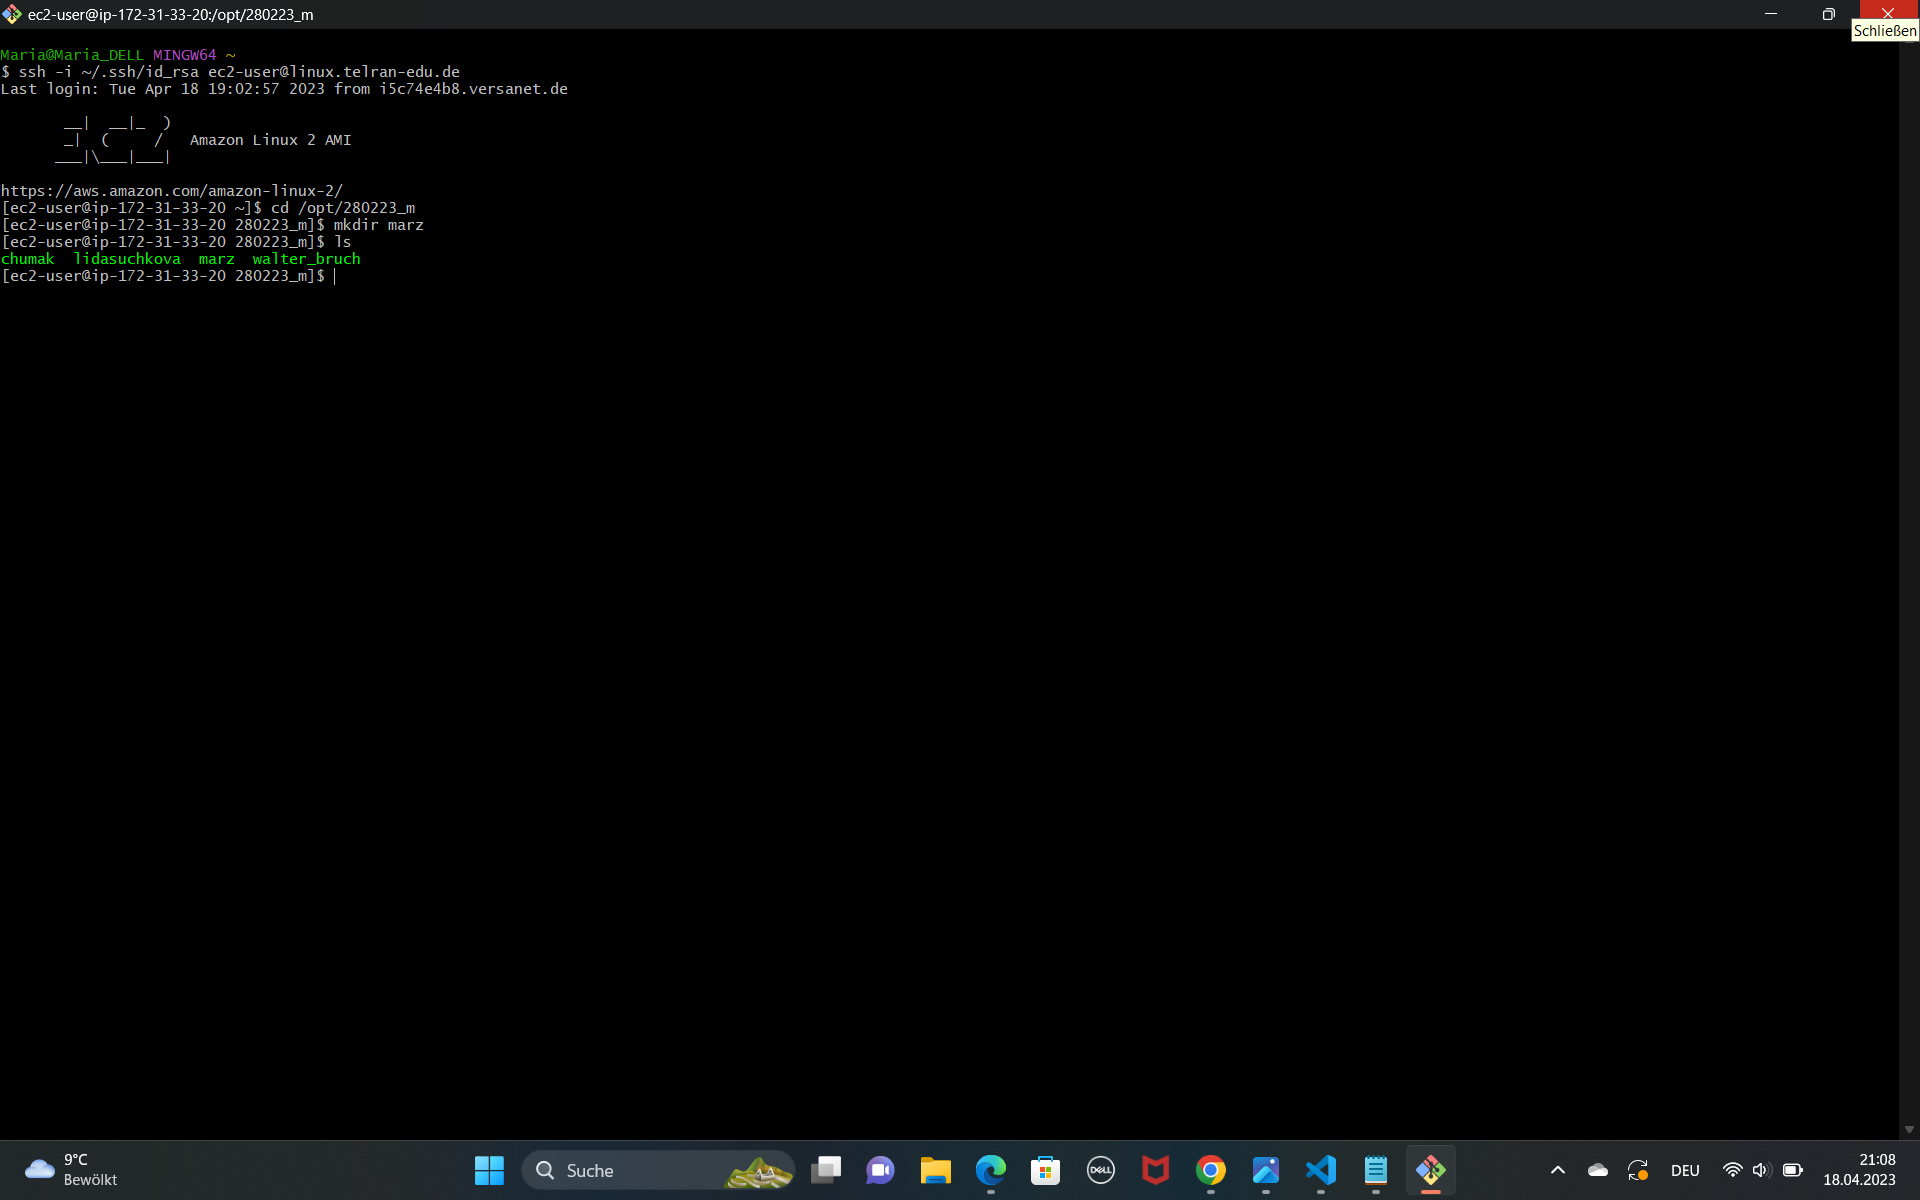 ec2-user@ip-172-31-33-20:/opt/280223_m
Schließen
Maria@Maria_DELL MINGW64 ~
$ ssh -i ~/.ssh/id_rsa ec2-user@linux.telran-edu.de
Last login: Tue Apr 18 19:02:57 2023 from i5c74e4b8.versanet.de
       __|  __|_  )
       _|  (     /   Amazon Linux 2 AMI
      ___|\___|___|
https://aws.amazon.com/amazon-linux-2/
[ec2-user@ip-172-31-33-20 ~]$ cd /opt/280223_m
[ec2-user@ip-172-31-33-20 280223_m]$ mkdir marz
[ec2-user@ip-172-31-33-20 280223_m]$ ls
chumak  lidasuchkova  marz  walter_bruch
[ec2-user@ip-172-31-33-20 280223_m]$
9°C
Bewölkt
Suche
DELL
DEU
21:08
18.04.2023